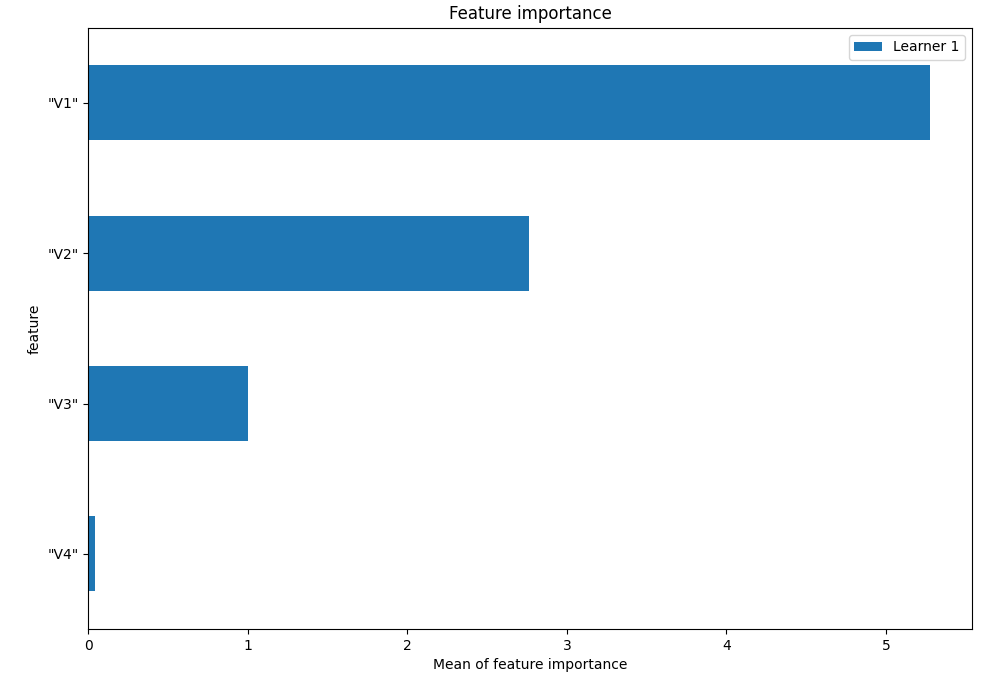 Feature importance
Learner 1
"V1"
"V2"
feature
"V3"
"V4"
0 1 2 3 4 5
Mean of feature importance